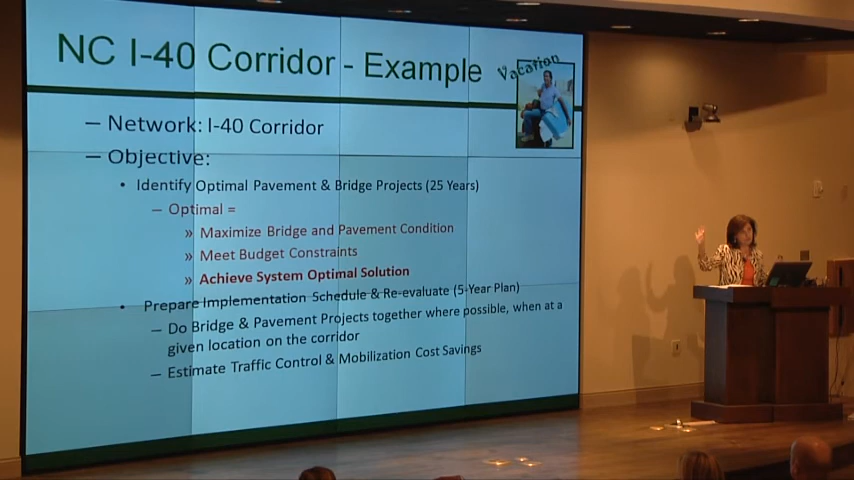 NC I-40 Corridor - Example
Vacation
– Network: I-40 Corridor
– Objective:
• Identify Optimal Pavement & Bridge Projects (25 Years)
– Optimal =
» Maximize Bridge and Pavement Condition
» Meet Budget Constraints
» Achieve System Optimal Solution
• Prepare Implementation Schedule & Re-evaluate (5-Year Plan)
– Do Bridge & Pavement Projects together where possible, when at a
given location on the corridor
– Estimate Traffic Control & Mobilization Cost Savings